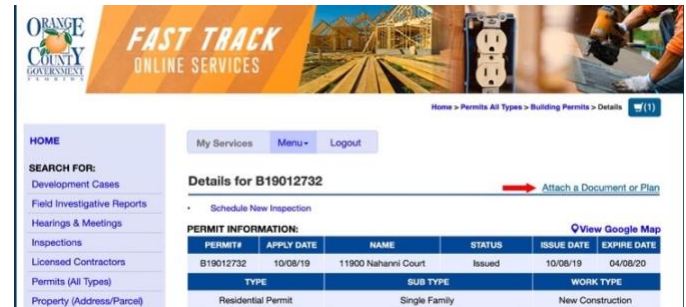 ORANGE
COUNTY
GOVERNMENT
FLORIDA
FAST TRACK
ONLINE SERVICES
Home > Permits All Types > Building Permits > Details (1)
HOME
My Services Menu Logout
SEARCH FOR:
Development Cases
Details for B19012732
Attach a Document or Plan
Field Investigative Reports
• Schedule New Inspection
Hearings & Meetings
PERMIT INFORMATION: View Google Map
Inspections
PERMIT# APPLY DATE NAME STATUS ISSUE DATE EXPIRE DATE
Licensed Contractors
B19012732 10/08/19 11900 Nahanni Court Issued 10/08/19 04/08/20
Permits (All Types)
TYPE SUB TYPE WORK TYPE
Property (Address/Parcel)
Residential Permit Single Family New Construction